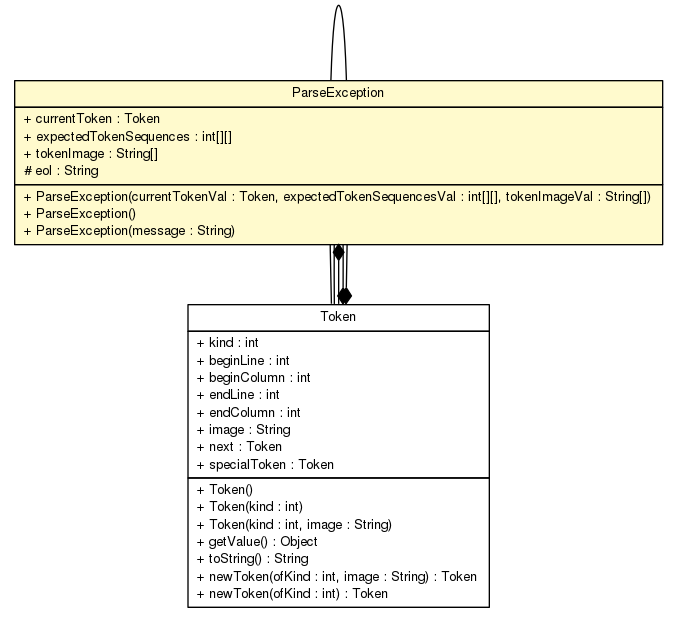 ParseException
+ currentToken : Token
+ expectedTokenSequences : int[][]
+ tokenImage : String[]
# eol : String
+ ParseException(currentTokenVal : Token, expectedTokenSequencesVal : int[][], tokenImageVal : String[])
+ ParseException()
+ ParseException(message : String)
Token
+ kind : int
+ beginLine : int
+ beginColumn : int
+ endLine : int
+ endColumn : int
+ image : String
+ next : Token
+ specialToken : Token
+ Token()
+ Token(kind : int)
+ Token(kind : int, image : String)
+ getValue() : Object
+ toString() : String
+ newToken(ofKind : int, image : String) : Token
+ newToken(ofKind : int) : Token